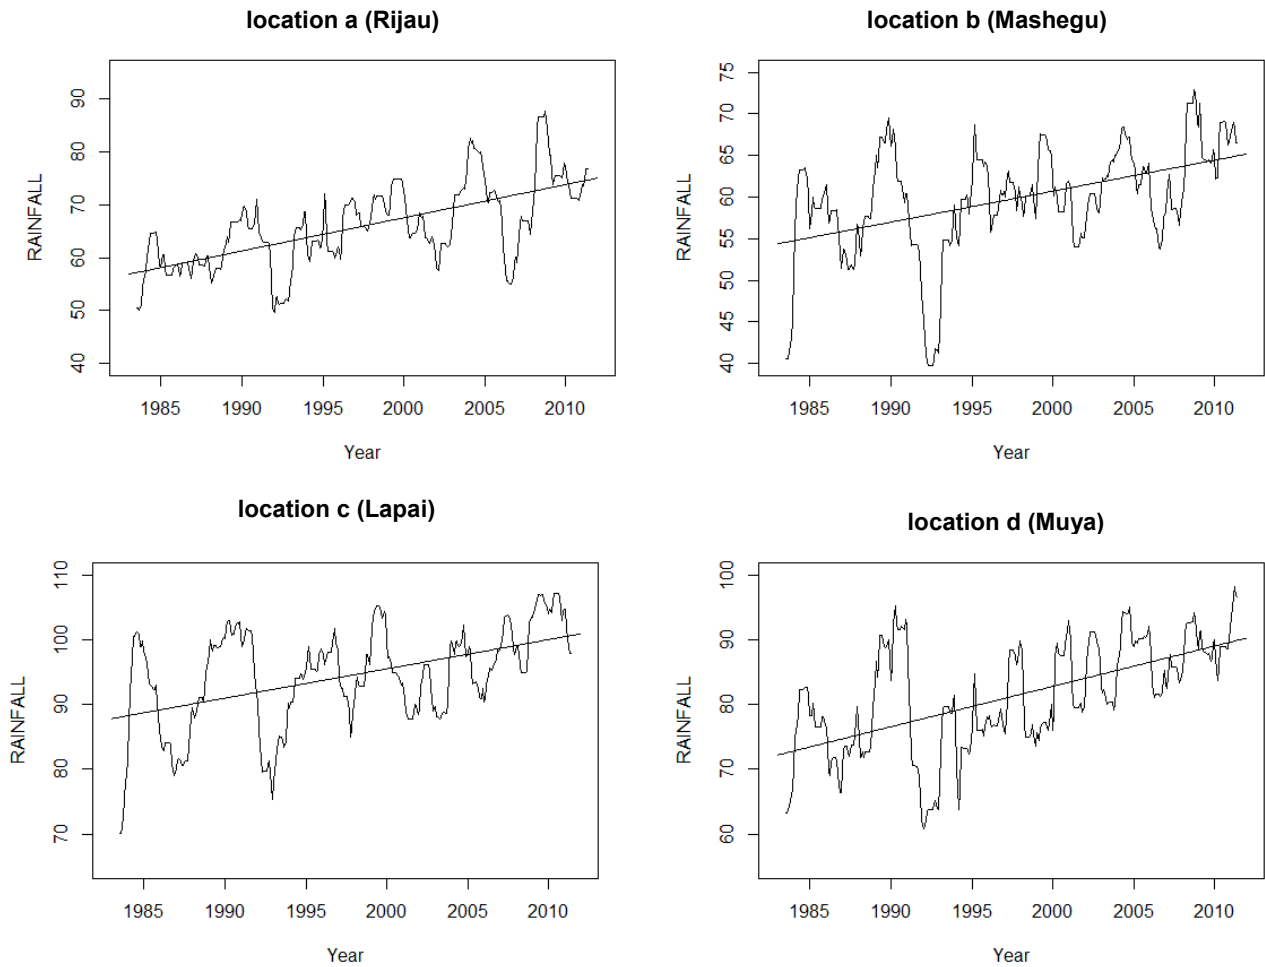 location a (Rijau)
RAINFALL
90
80
70
60
50
40
1985 1990 1995 2000 2005 2010
Year
location b (Mashegu)
RAINFALL
75
70
65
60
55
50
45
40
1985 1990 1995 2000 2005 2010
Year
location c (Lapai)
RAINFALL
110
100
90
80
70
1985 1990 1995 2000 2005 2010
Year
location d (Muya)
RAINFALL
100
90
80
70
60
1985 1990 1995 2000 2005 2010
Year